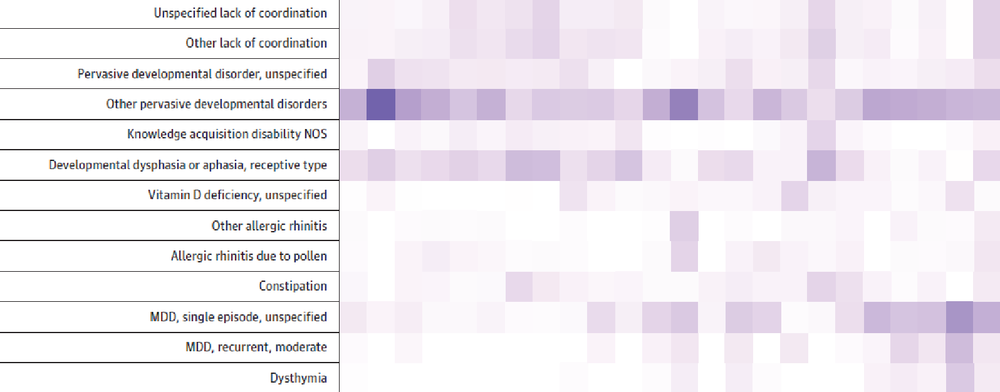 Unspecified lack of coordination
Other lack of coordination
Pervasive developmental disorder, unspecified
Other pervasive developmental disorders
Knowledge acquisition disability NOS
Developmental dysphasia or aphasia, receptive type
Vitamin D deficiency, unspecified
Other allergic rhinitis
Allergic rhinitis due to pollen
Constipation
MDD, single episode, unspecified
MDD, recurrent, moderate
Dysthymia